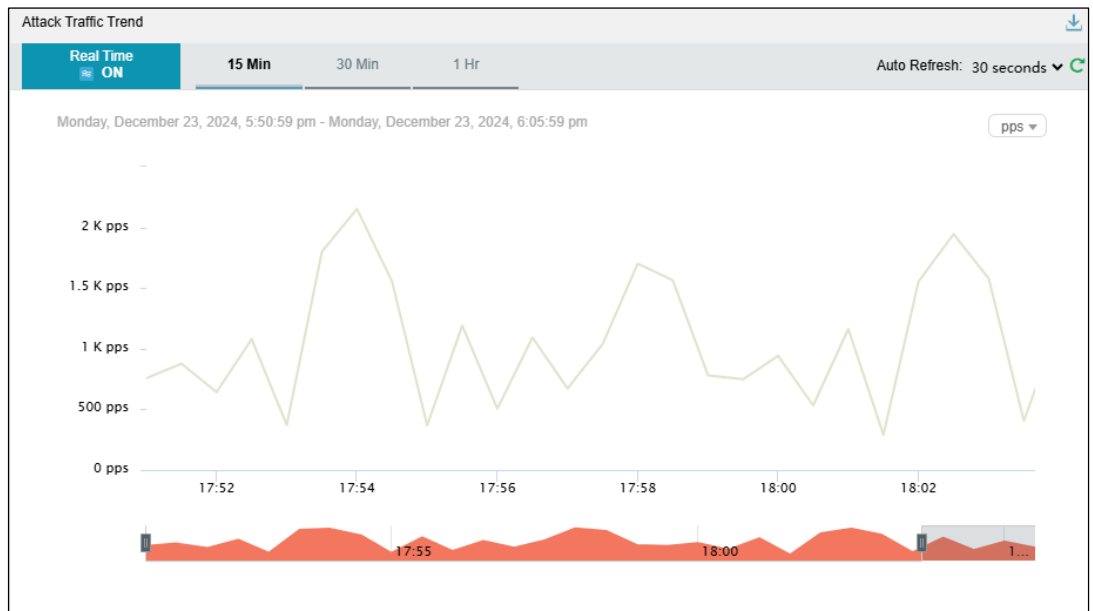 Attack Traffic Trend
Real Time
ON
15 Min
30 Min
1 Hr
Auto Refresh: 30 seconds
Monday, December 23, 2024, 5:50:59 pm - Monday, December 23, 2024, 6:05:59 pm
pps
2 K pps
1.5 K pps
1 K pps
500 pps
0 pps
17:52 17:54 17:56 17:58 18:00 18:02
17:55 18:00 1...